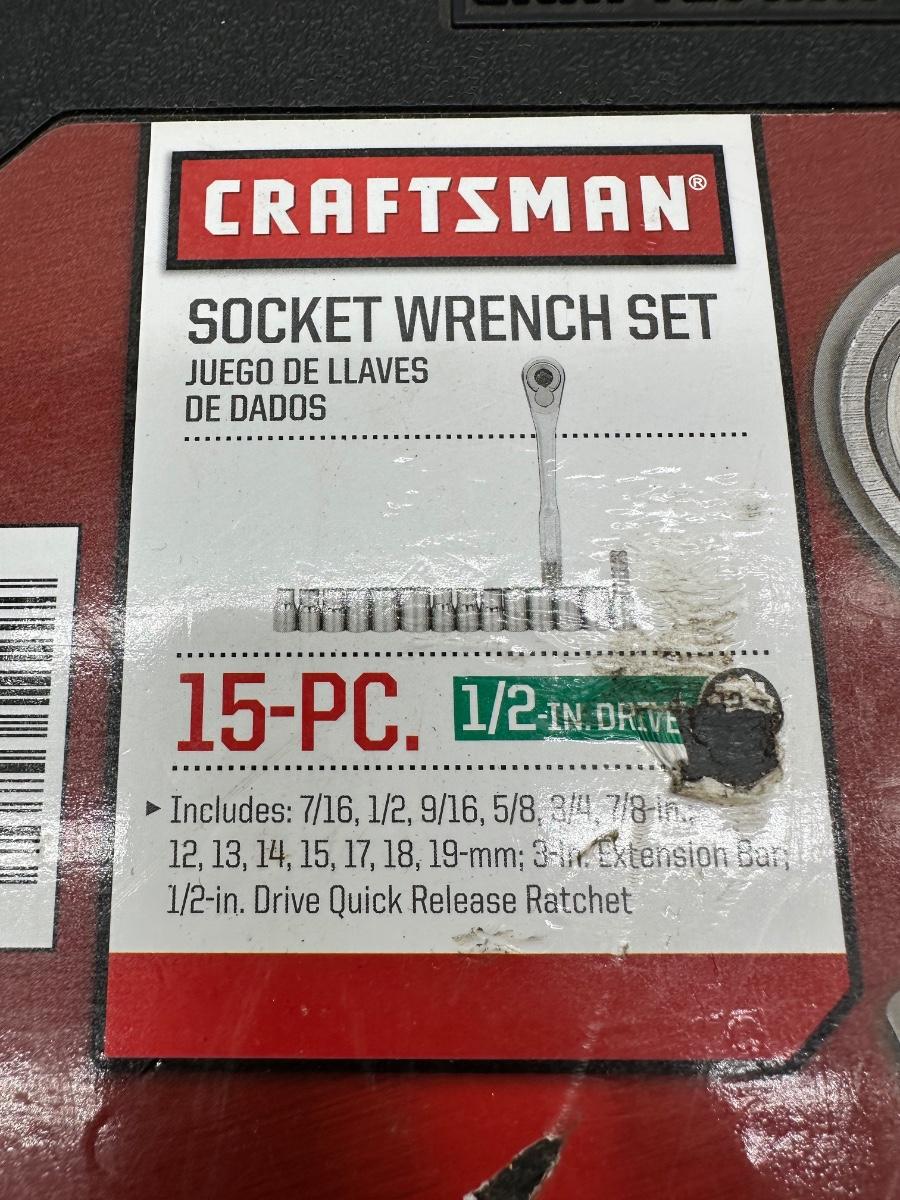 CRAFTSMAN®
SOCKET WRENCH SET
JUEGO DE LLAVES
DE DADOS
15-PC. 1/2-IN. DRIVE
▸ Includes: 7/16, 1/2, 9/16, 5/8, 3/4, 7/8-in.,
12, 13, 14, 15, 17, 18, 19-mm; 3-in. Extension Bar;
1/2-in. Drive Quick Release Ratchet